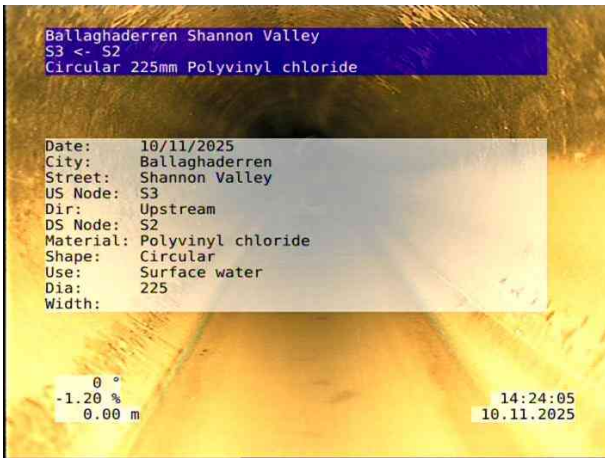 Ballaghaderren Shannon Valley
S3 <- S2
Circular 225mm Polyvinyl chloride
Date: 10/11/2025
City: Ballaghaderren
Street: Shannon Valley
US Node: S3
Dir: Upstream
DS Node: S2
Material: Polyvinyl chloride
Shape: Circular
Use: Surface water
Dia: 225
Width:
0 °
-1.20 %
0.00 m
14:24:05
10.11.2025